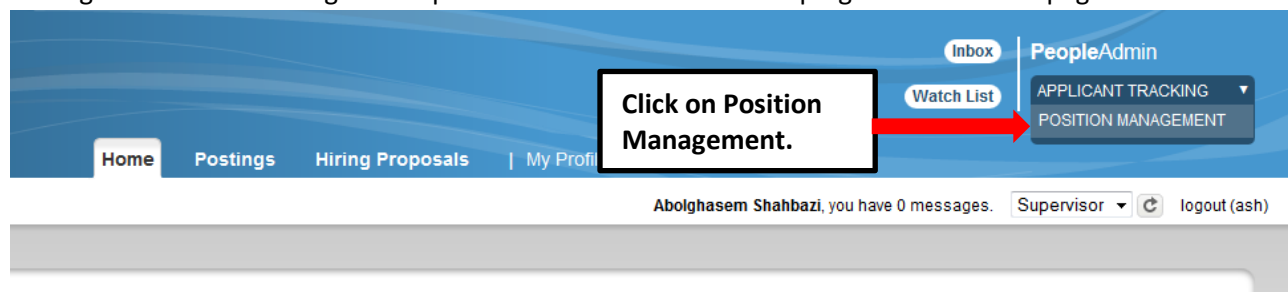 Inbox
PeopleAdmin
Watch List
APPLICANT TRACKING
POSITION MANAGEMENT
Click on Position
Management.
Home Postings Hiring Proposals | My Profil
Abolghasem Shahbazi, you have 0 messages. Supervisor logout (ash)